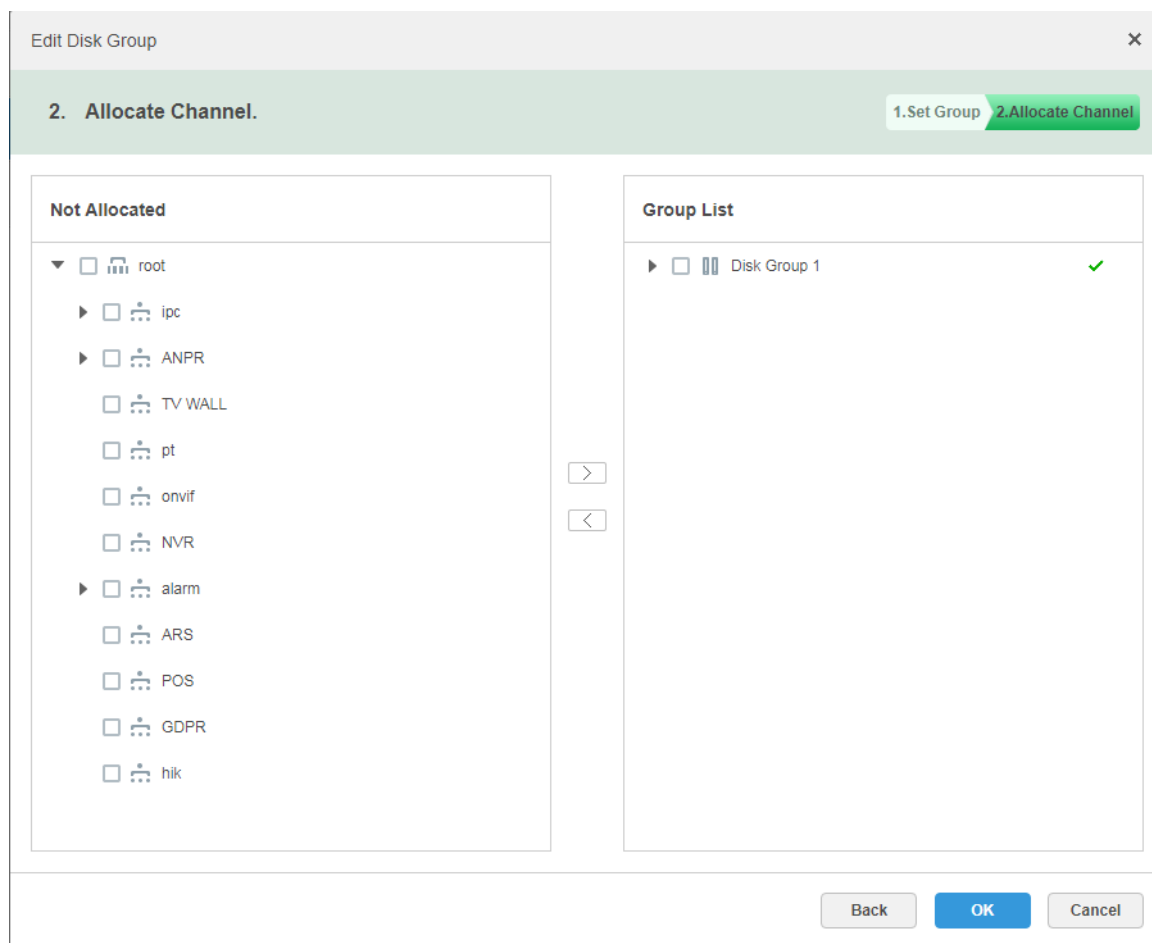 Edit Disk Group
2. Allocate Channel.
1.Set Group 2.Allocate Channel
Not Allocated
root
ipc
ANPR
TV WALL
pt
onvif
NVR
alarm
ARS
POS
GDPR
hik
Group List
Disk Group 1
Back OK Cancel